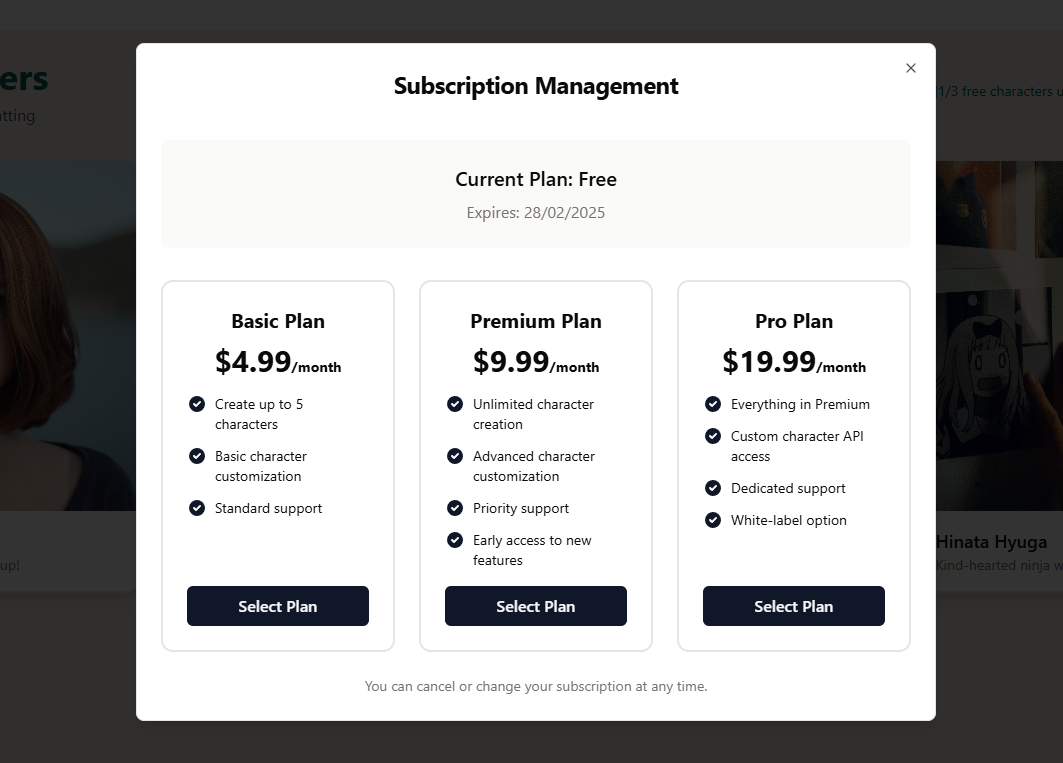 Subscription Management
ers
tting
1/3 free characters u
Current Plan: Free
Expires: 28/02/2025
Basic Plan
$4.99/month
Create up to 5
characters
Basic character
customization
Standard support
Select Plan
Premium Plan
$9.99/month
Unlimited character
creation
Advanced character
customization
Priority support
Early access to new
features
Select Plan
Pro Plan
$19.99/month
Everything in Premium
Custom character API
access
Dedicated support
White-label option
Select Plan
up!
Hinata Hyuga
Kind-hearted ninja w
You can cancel or change your subscription at any time.